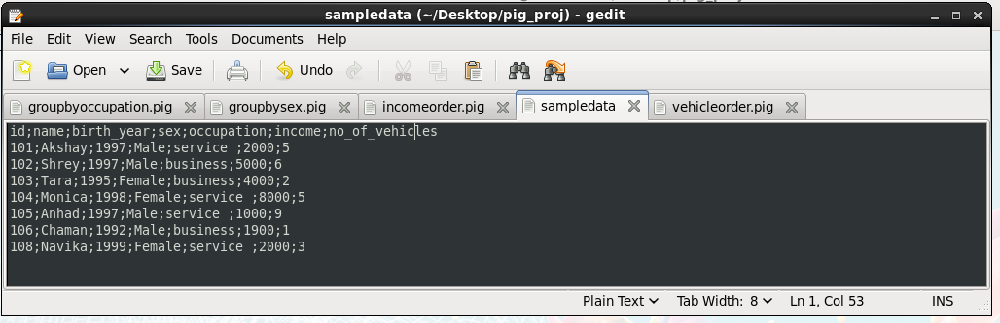 sampledata (~/Desktop/pig_proj) - gedit
File Edit View Search Tools Documents Help
Open Save Undo
groupbyoccupation.pig groupbysex.pig incomeorder.pig sampledata vehicleorder.pig
id;name;birth_year;sex;occupation;income;no_of_vehicles
101;Akshay;1997;Male;service ;2000;5
102;Shrey;1997;Male;business;5000;6
103;Tara;1995;Female;business;4000;2
104;Monica;1998;Female;service ;8000;5
105;Anhad;1997;Male;service ;1000;9
106;Chaman;1992;Male;business;1900;1
108;Navika;1999;Female;service ;2000;3
Plain Text Tab Width: 8 Ln 1, Col 53 INS